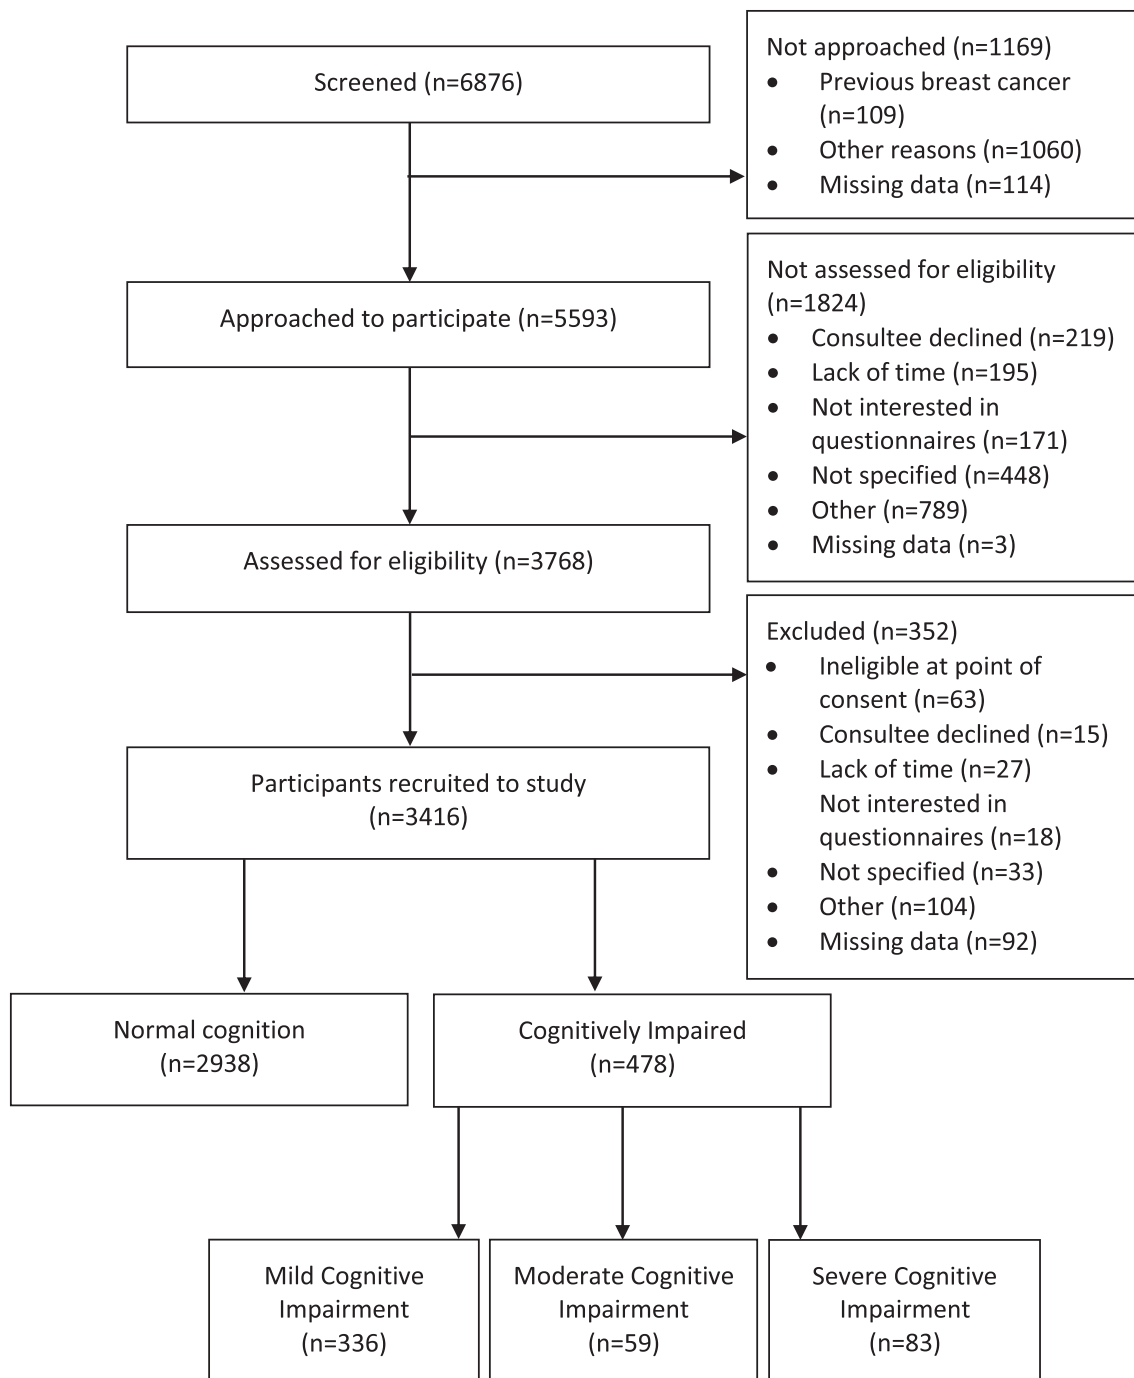 Screened (n=6876)
Not approached (n=1169)
• Previous breast cancer
(n=109)
• Other reasons (n=1060)
• Missing data (n=114)
Approached to participate (n=5593)
Not assessed for eligibility
(n=1824)
• Consultee declined (n=219)
• Lack of time (n=195)
• Not interested in
questionnaires (n=171)
• Not specified (n=448)
• Other (n=789)
• Missing data (n=3)
Assessed for eligibility (n=3768)
Excluded (n=352)
• Ineligible at point of
consent (n=63)
• Consultee declined (n=15)
• Lack of time (n=27)
Not interested in
questionnaires (n=18)
• Not specified (n=33)
• Other (n=104)
• Missing data (n=92)
Participants recruited to study
(n=3416)
Normal cognition
(n=2938)
Cognitively Impaired
(n=478)
Mild Cognitive
Impairment
(n=336)
Moderate Cognitive
Impairment
(n=59)
Severe Cognitive
Impairment
(n=83)